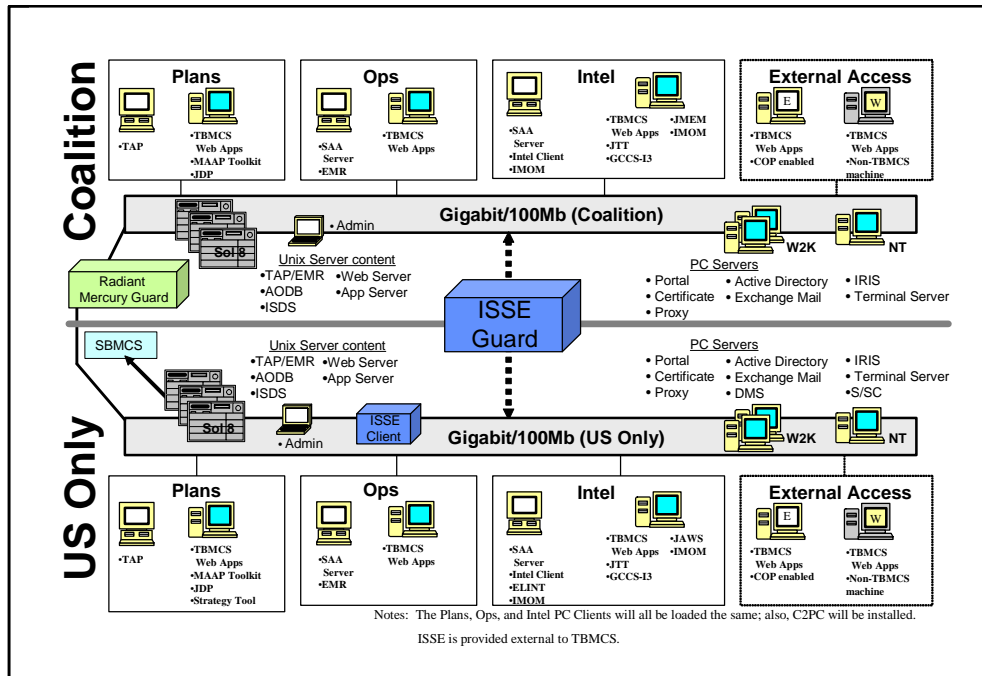 Coalition
Plans
•TAP
•TBMCS
Web Apps
•MAAP Toolkit
•JDP
Ops
•SAA
Server
•EMR
•TBMCS
Web Apps
Intel
•SAA
Server
•Intel Client
•IMOM
•TBMCS
Web Apps
•JTT
•GCCS-I3
•JMEM
•IMOM
External Access
E
•TBMCS
Web Apps
•COP enabled
W
•TBMCS
Web Apps
•Non-TBMCS
machine
Gigabit/100Mb (Coalition)
Sol 8
• Admin
W2K
NT
Radiant
Mercury Guard
Unix Server content
•TAP/EMR
•AODB
•ISDS
•Web Server
•App Server
ISSE
Guard
PC Servers
• Portal
• Certificate
• Proxy
• Active Directory
• Exchange Mail
• IRIS
• Terminal Server
US Only
SBMCS
Unix Server content
•TAP/EMR
•AODB
•ISDS
•Web Server
•App Server
PC Servers
• Portal
• Certificate
• Proxy
• Active Directory
• Exchange Mail
• DMS
• IRIS
• Terminal Server
• S/SC
Sol 8
• Admin
ISSE
Client
Gigabit/100Mb (US Only)
W2K
NT
Plans
•TAP
•TBMCS
Web Apps
•MAAP Toolkit
•JDP
•Strategy Tool
Ops
•SAA
Server
•EMR
•TBMCS
Web Apps
Intel
•SAA
Server
•Intel Client
•ELINT
•IMOM
•TBMCS
Web Apps
•JTT
•GCCS-I3
•JAWS
•IMOM
External Access
E
•TBMCS
Web Apps
•COP enabled
W
•TBMCS
Web Apps
•Non-TBMCS
machine
Notes: The Plans, Ops, and Intel PC Clients will all be loaded the same; also, C2PC will be installed.
ISSE is provided external to TBMCS.